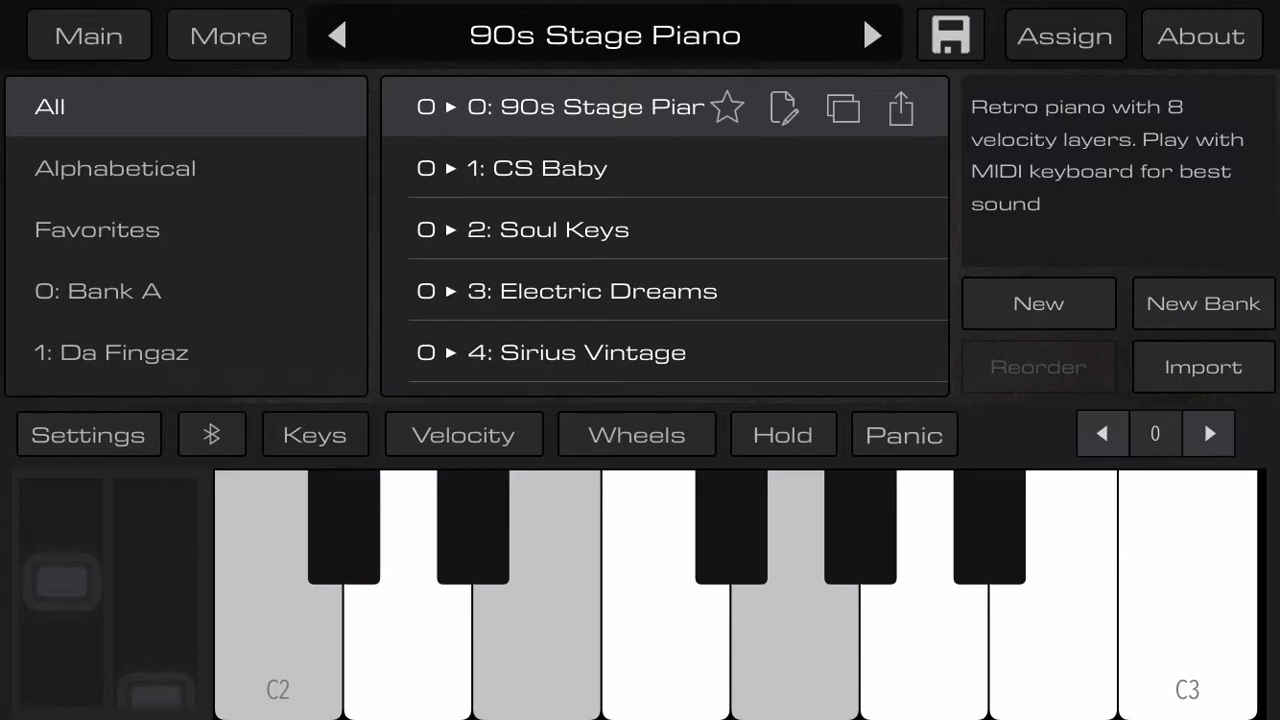 Main
More
90s Stage Piano
Assign
About
All
Alphabetical
Favorites
0: Bank A
1: Da Fingaz
0 ▸ 0: 90s Stage Piar
0 ▸ 1: CS Baby
0 ▸ 2: Soul Keys
0 ▸ 3: Electric Dreams
0 ▸ 4: Sirius Vintage
Retro piano with 8
velocity layers. Play with
MIDI keyboard for best
sound
New
New Bank
Reorder
Import
Settings
Keys
Velocity
Wheels
Hold
Panic
0
C2
C3